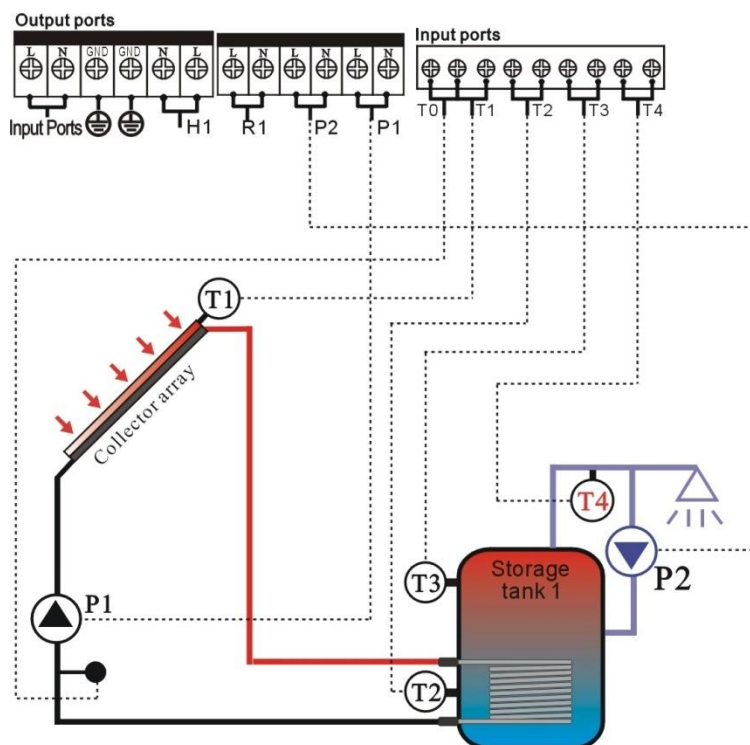 Output ports
Input ports
L N GND GND N L
L N L N L N
Input Ports H1 R1 P2 P1
T0 T1 T2 T3 T4
T1
Collector array
T4
P1
T3
Storage
tank 1
P2
T2